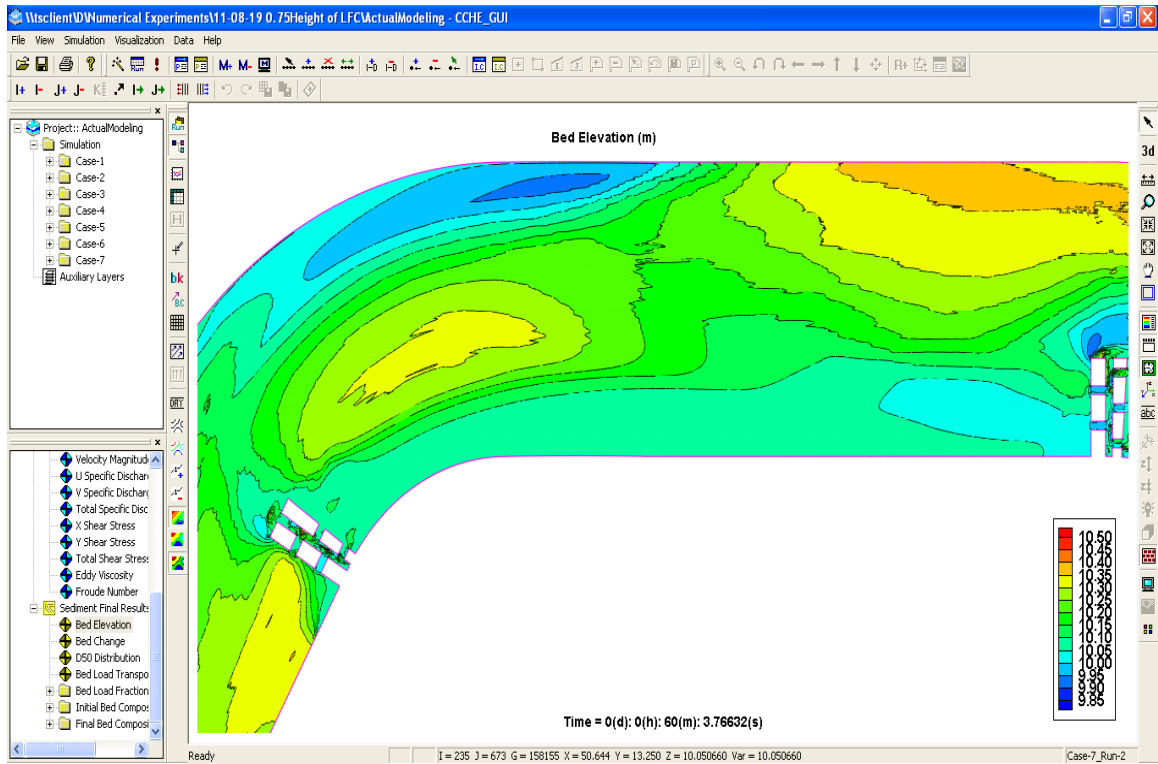 \\tsclient\D\Numerical Experiments\11-08-19 0.75Height of LFC\ActualModeling - CCHE_GUI
File View Simulation Visualization Data Help
Run M+ M- M
I+ I- J+ J- I+ J+
Project:: ActualModeling
Simulation
Case-1
Case-2
Case-3
Case-4
Case-5
Case-6
Case-7
Auxiliary Layers
Velocity Magnitud
U Specific Dischar
V Specific Discharg
Total Specific Disc
X Shear Stress
Y Shear Stress
Total Shear Stress
Eddy Viscosity
Froude Number
Sediment Final Results
Bed Elevation
Bed Change
D50 Distribution
Bed Load Transpo
Bed Load Fraction
Initial Bed Compos
Final Bed Composi
Run
H
bk
B.C
DRY
Bed Elevation (m)
10.50
10.45
10.40
10.35
10.30
10.25
10.20
10.15
10.10
10.05
10.00
9.95
9.90
9.85
Time = 0(d): 0(h): 60(m): 3.76632(s)
3d
abc
Ready
I = 235 J = 673 G = 158155 X = 50.644 Y = 13.250 Z = 10.050660 Var = 10.050660
Case-7_Run-2